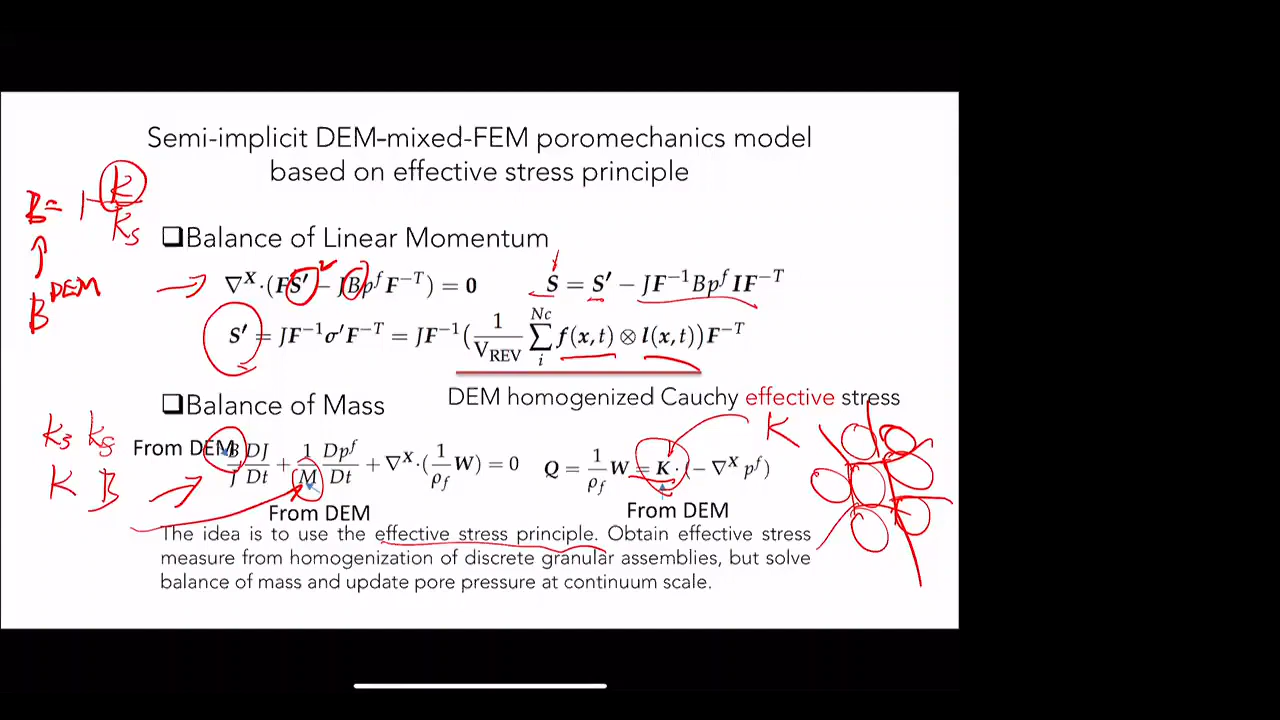 Semi-implicit DEM-mixed-FEM poromechanics model
based on effective stress principle
B = 1 - K / Ks
❑Balance of Linear Momentum
∇^X·(FS′ − JBp^f F^−T) = 0    S = S′ − JF^−1 Bp^f IF^−T
B^DEM
S′ = JF^−1 σ′F^−T = JF^−1 ( 1/V_REV ∑_i^Nc f(x, t) ⊗ l(x, t)) F^−T
DEM homogenized Cauchy effective stress
❑Balance of Mass
K
Ks Ks
From DEM
B/J DJ/Dt + 1/M Dp^f/Dt + ∇^X·(1/ρ_f W) = 0    Q = 1/ρ_f W = K · (− ∇^X p^f)
K B
From DEM    From DEM
The idea is to use the effective stress principle. Obtain effective stress
measure from homogenization of discrete granular assemblies, but solve
balance of mass and update pore pressure at continuum scale.